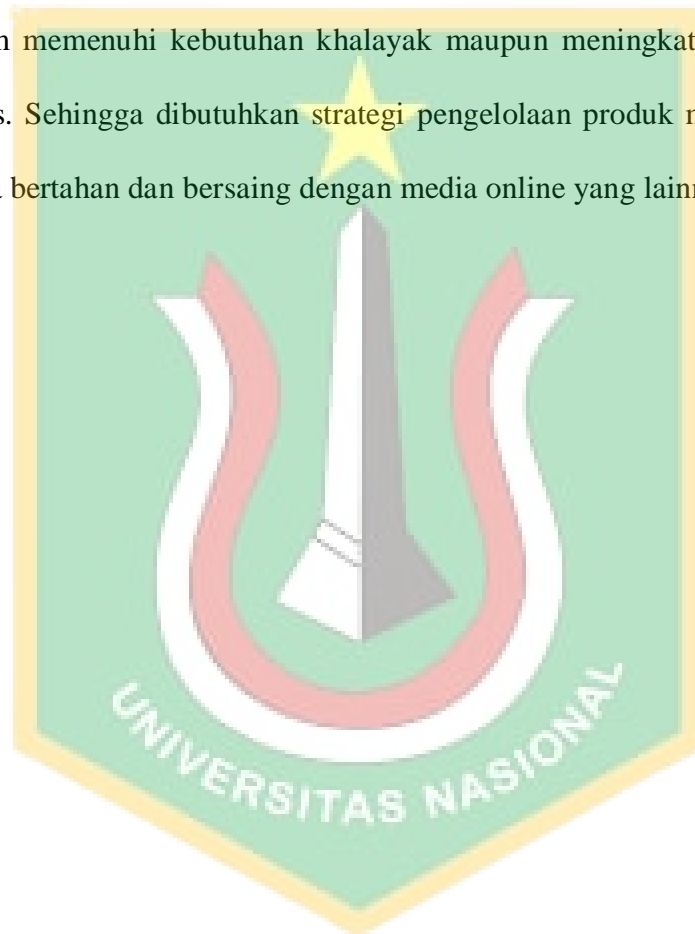 memenuhi kebutuhan khalayak maupun meningkat
s. Sehingga dibutuhkan strategi pengelolaan produk
bertahan dan bersaing dengan media online yang
UNIVERSITAS NASIONAL